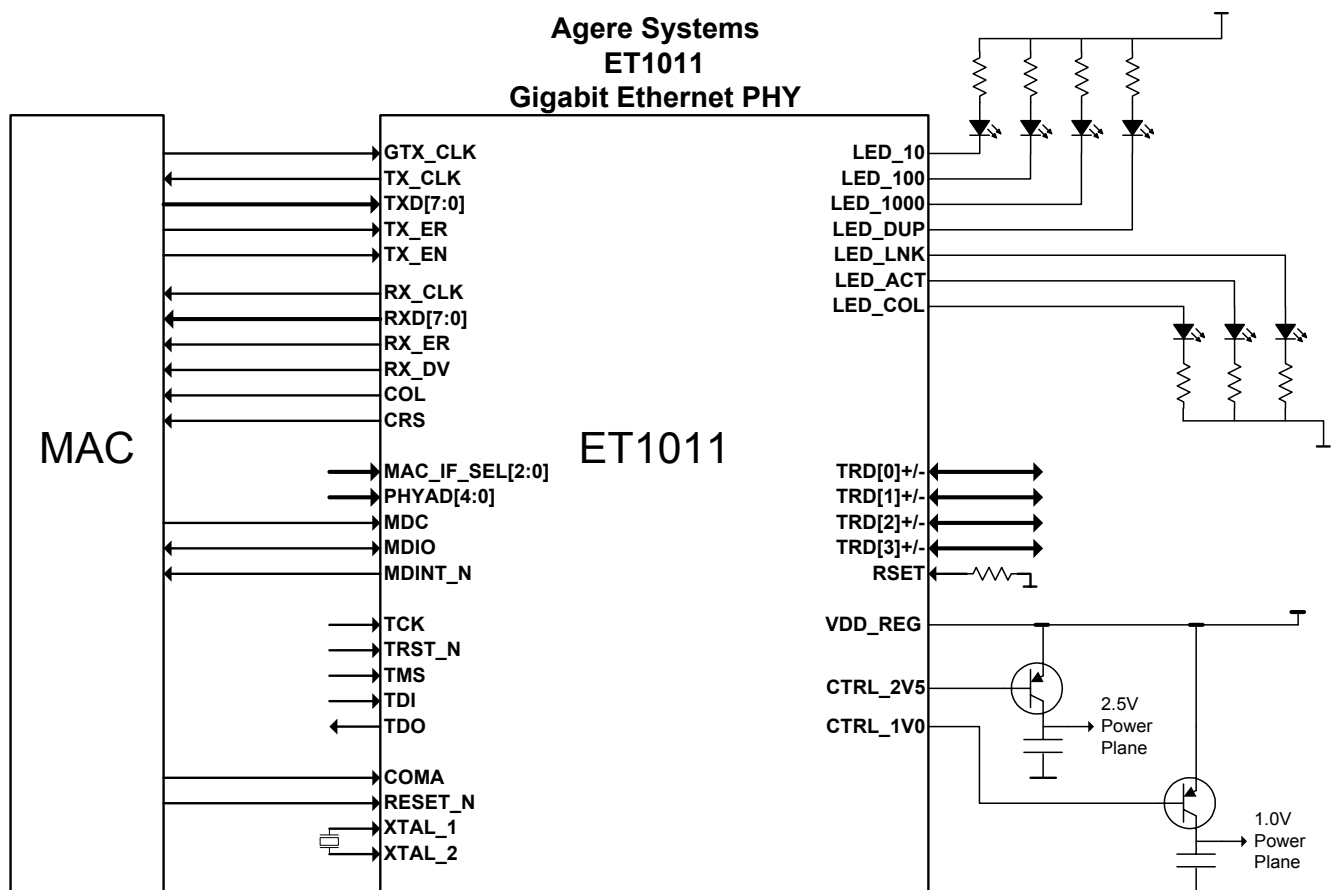 Agere Systems
ET1011
Gigabit Ethernet PHY
MAC
ET1011
GTX_CLK
TX_CLK
TXD[7:0]
TX_ER
TX_EN
RX_CLK
RXD[7:0]
RX_ER
RX_DV
COL
CRS
MAC_IF_SEL[2:0]
PHYAD[4:0]
MDC
MDIO
MDINT_N
TCK
TRST_N
TMS
TDI
TDO
COMA
RESET_N
XTAL_1
XTAL_2
LED_10
LED_100
LED_1000
LED_DUP
LED_LNK
LED_ACT
LED_COL
TRD[0]+/-
TRD[1]+/-
TRD[2]+/-
TRD[3]+/-
RSET
VDD_REG
CTRL_2V5
CTRL_1V0
2.5V
Power
Plane
1.0V
Power
Plane